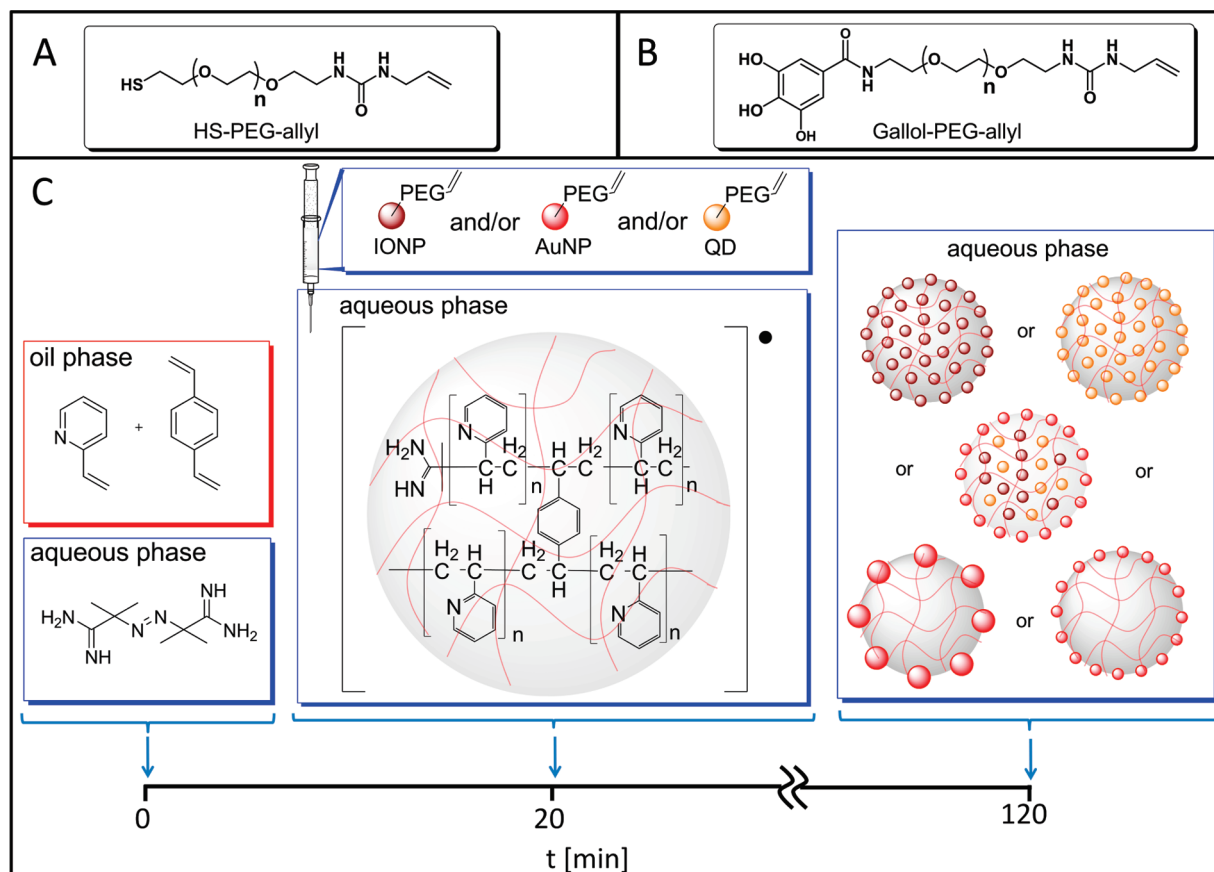 A
HS
O
n
O
H
N
H
N
O
HS-PEG-allyl
B
HO
HO
OH
O
N
H
O
n
O
H
N
H
N
O
Gallol-PEG-allyl
C
PEG
IONP
and/or
PEG
AuNP
and/or
PEG
QD
oil phase
N
+
aqueous phase
H2N
NH
N
N
NH
NH2
aqueous phase
•
H2N
HN
N
C
H
H2
C
n
H
C
H2
C
N
C
H
H2
C
n
H2
C
H
C
N
n
H2
C
C
H
H2
C
H
C
N
n
aqueous phase
or
or
or
or
0
20
120
t [min]